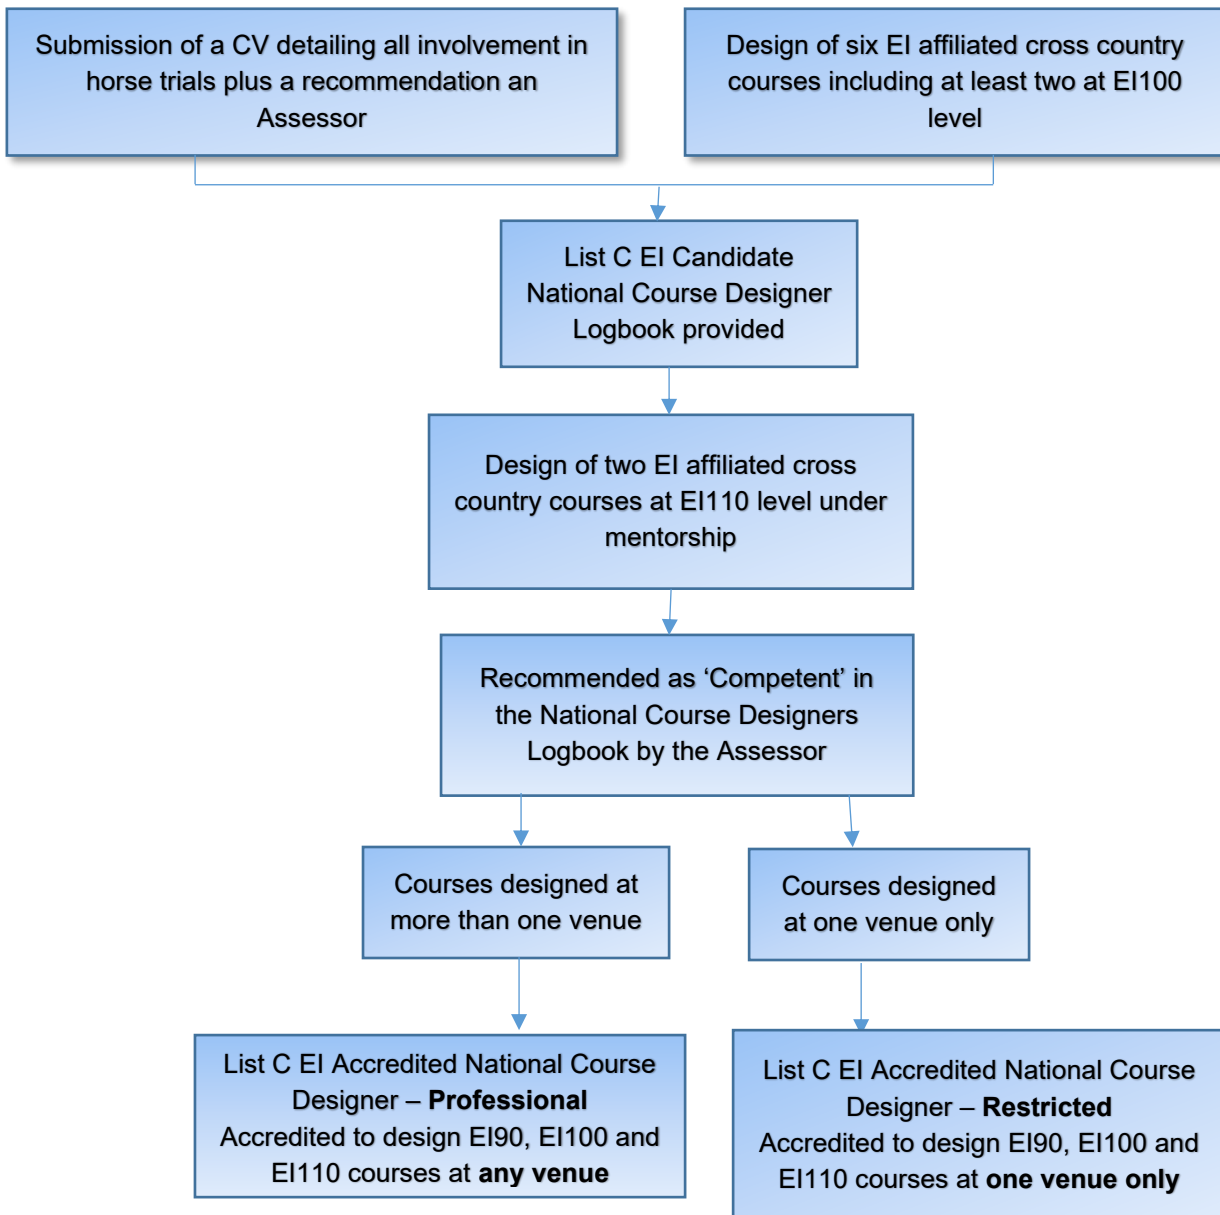 Submission of a CV detailing all involvement in
horse trials plus a recommendation an
Assessor
Design of six EI affiliated cross country
courses including at least two at EI100
level
List C EI Candidate
National Course Designer
Logbook provided
Design of two EI affiliated cross
country courses at EI110 level under
mentorship
Recommended as ‘Competent’ in
the National Course Designers
Logbook by the Assessor
Courses designed at
more than one venue
Courses designed
at one venue only
List C EI Accredited National Course
Designer – Professional
Accredited to design EI90, EI100 and
EI110 courses at any venue
List C EI Accredited National Course
Designer – Restricted
Accredited to design EI90, EI100 and
EI110 courses at one venue only